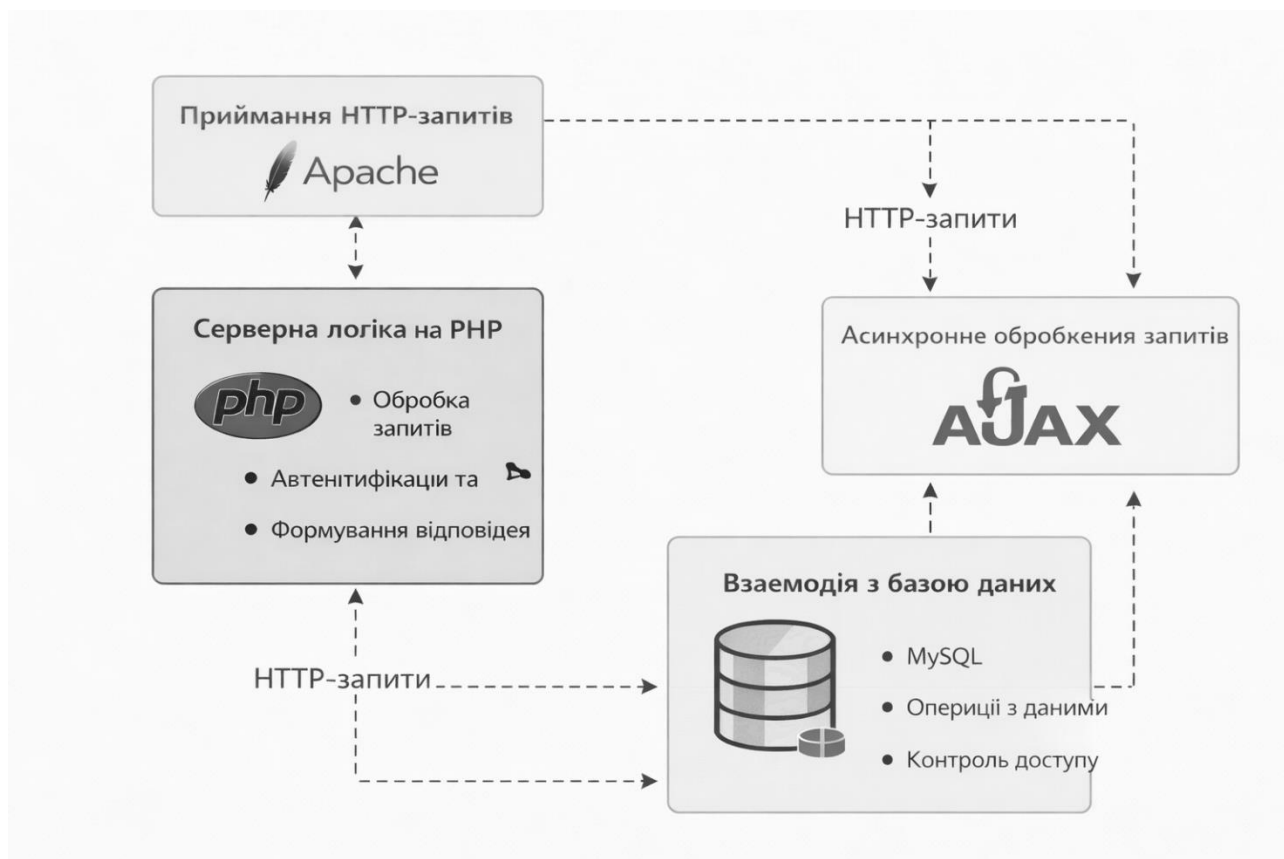 Приймання HTTP-запитів
Apache
HTTP-запити
Серверна логіка на PHP
php
• Обробка
запитів
• Автенітифікаціи та
• Формування відповідея
Асинхронне обробкения запитів
AJAX
HTTP-запити
Взаемодія з базою даних
• MySQL
• Опериції з даними
• Контроль доступу